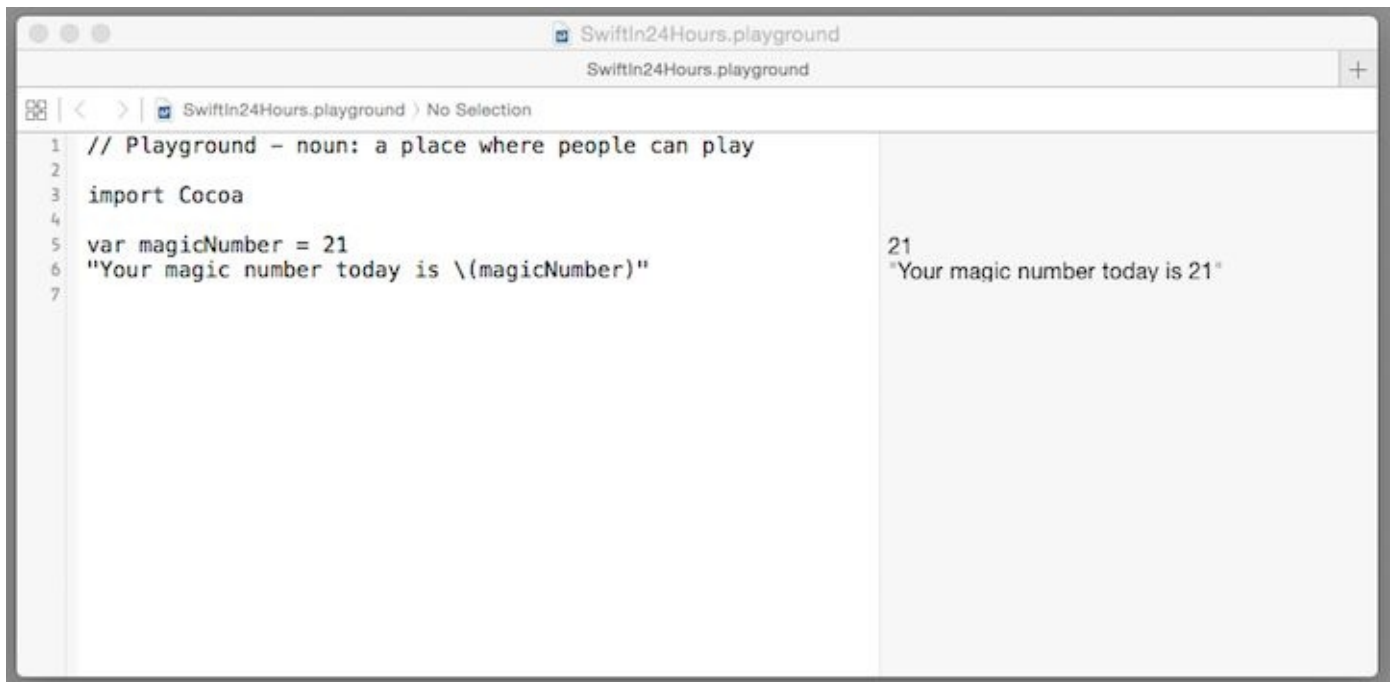 SwiftIn24Hours.playground
SwiftIn24Hours.playground
+
SwiftIn24Hours.playground 〉 No Selection
1 // Playground – noun: a place where people can play
2
3 import Cocoa
4
5 var magicNumber = 21 21
6 "Your magic number today is \(magicNumber)" "Your magic number today is 21"
7